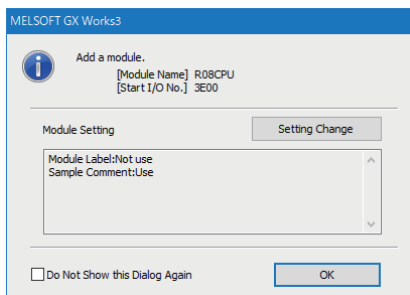 MELSOFT GX Works3
Add a module.
[Module Name] R08CPU
[Start I/O No.] 3E00
Module Setting
Setting Change
Module Label:Not use
Sample Comment:Use
Do Not Show this Dialog Again
OK